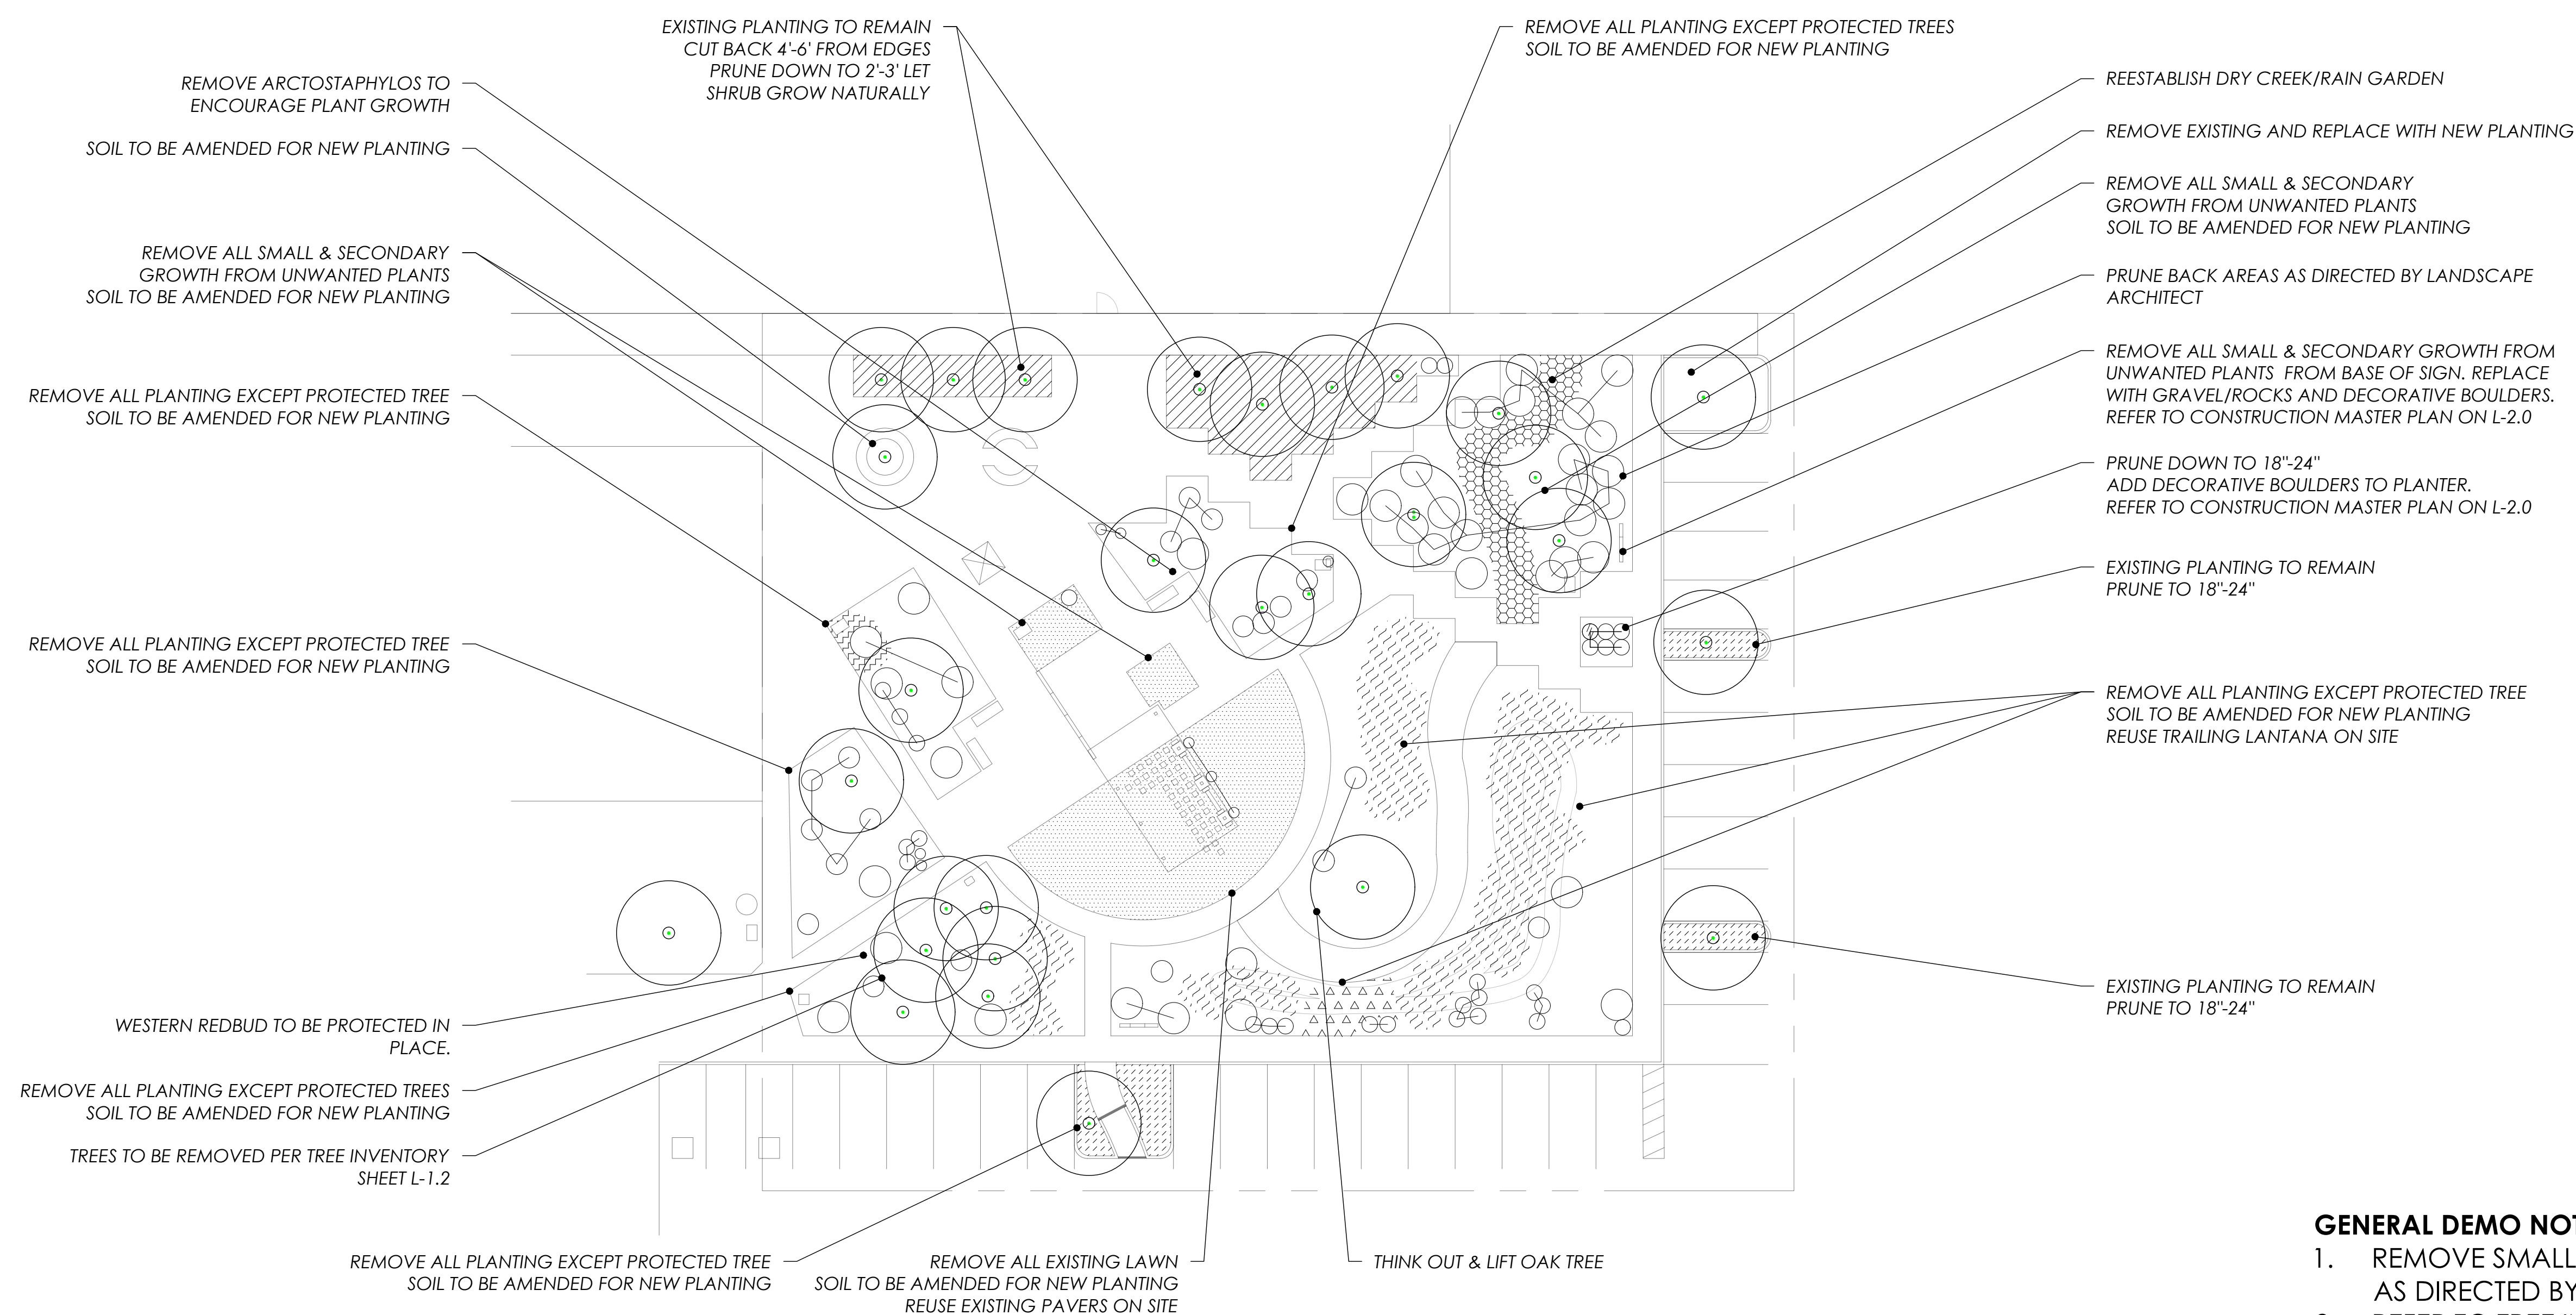 EXISTING PLANTING TO REMAIN
CUT BACK 4'-6' FROM EDGES
PRUNE DOWN TO 2'-3' LET
SHRUB GROW NATURALLY
REMOVE ALL PLANTING EXCEPT PROTECTED TREES
SOIL TO BE AMENDED FOR NEW PLANTING
REMOVE ARCTOSTAPHYLOS TO
ENCOURAGE PLANT GROWTH
SOIL TO BE AMENDED FOR NEW PLANTING
REMOVE ALL SMALL & SECONDARY
GROWTH FROM UNWANTED PLANTS
SOIL TO BE AMENDED FOR NEW PLANTING
REMOVE ALL PLANTING EXCEPT PROTECTED TREE
SOIL TO BE AMENDED FOR NEW PLANTING
REMOVE ALL PLANTING EXCEPT PROTECTED TREE
SOIL TO BE AMENDED FOR NEW PLANTING
WESTERN REDBUD TO BE PROTECTED IN
PLACE.
REMOVE ALL PLANTING EXCEPT PROTECTED TREES
SOIL TO BE AMENDED FOR NEW PLANTING
TREES TO BE REMOVED PER TREE INVENTORY
SHEET L-1.2
REMOVE ALL PLANTING EXCEPT PROTECTED TREE
SOIL TO BE AMENDED FOR NEW PLANTING
REMOVE ALL EXISTING LAWN
SOIL TO BE AMENDED FOR NEW PLANTING
REUSE EXISTING PAVERS ON SITE
THINK OUT & LIFT OAK TREE
REESTABLISH DRY CREEK/RAIN GARDEN
REMOVE EXISTING AND REPLACE WITH NEW PLANTING
REMOVE ALL SMALL & SECONDARY
GROWTH FROM UNWANTED PLANTS
SOIL TO BE AMENDED FOR NEW PLANTING
PRUNE BACK AREAS AS DIRECTED BY LANDSCAPE
ARCHITECT
REMOVE ALL SMALL & SECONDARY GROWTH FROM
UNWANTED PLANTS FROM BASE OF SIGN. REPLACE
WITH GRAVEL/ROCKS AND DECORATIVE BOULDERS.
REFER TO CONSTRUCTION MASTER PLAN ON L-2.0
PRUNE DOWN TO 18"-24"
ADD DECORATIVE BOULDERS TO PLANTER.
REFER TO CONSTRUCTION MASTER PLAN ON L-2.0
EXISTING PLANTING TO REMAIN
PRUNE TO 18"-24"
REMOVE ALL PLANTING EXCEPT PROTECTED TREE
SOIL TO BE AMENDED FOR NEW PLANTING
REUSE TRAILING LANTANA ON SITE
EXISTING PLANTING TO REMAIN
PRUNE TO 18"-24"
GENERAL DEMO
1. REMOVE SMALL
AS DIRECTED BY